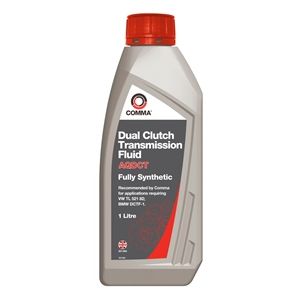 COMMA
Dual Clutch
Transmission
Fluid
AQDCT
Fully Synthetic
Recommended by Comma
for applications requiring
VW TL 521 82,
BMW DCTF-1.
1 Litre